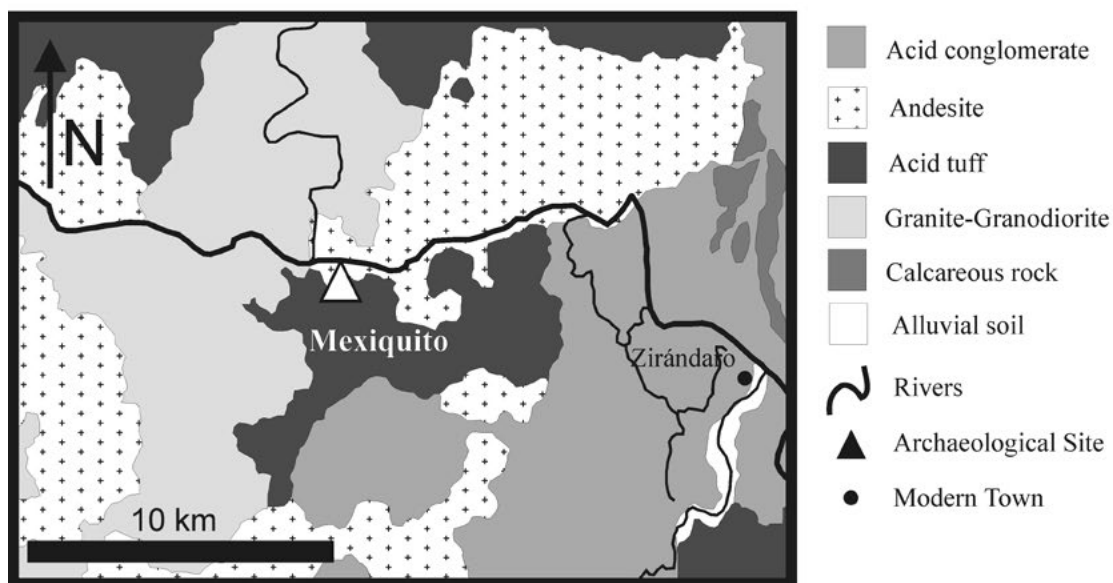 N
Mexiquito
Zirándaro
10 km
Acid conglomerate
Andesite
Acid tuff
Granite-Granodiorite
Calcareous rock
Alluvial soil
Rivers
Archaeological Site
Modern Town